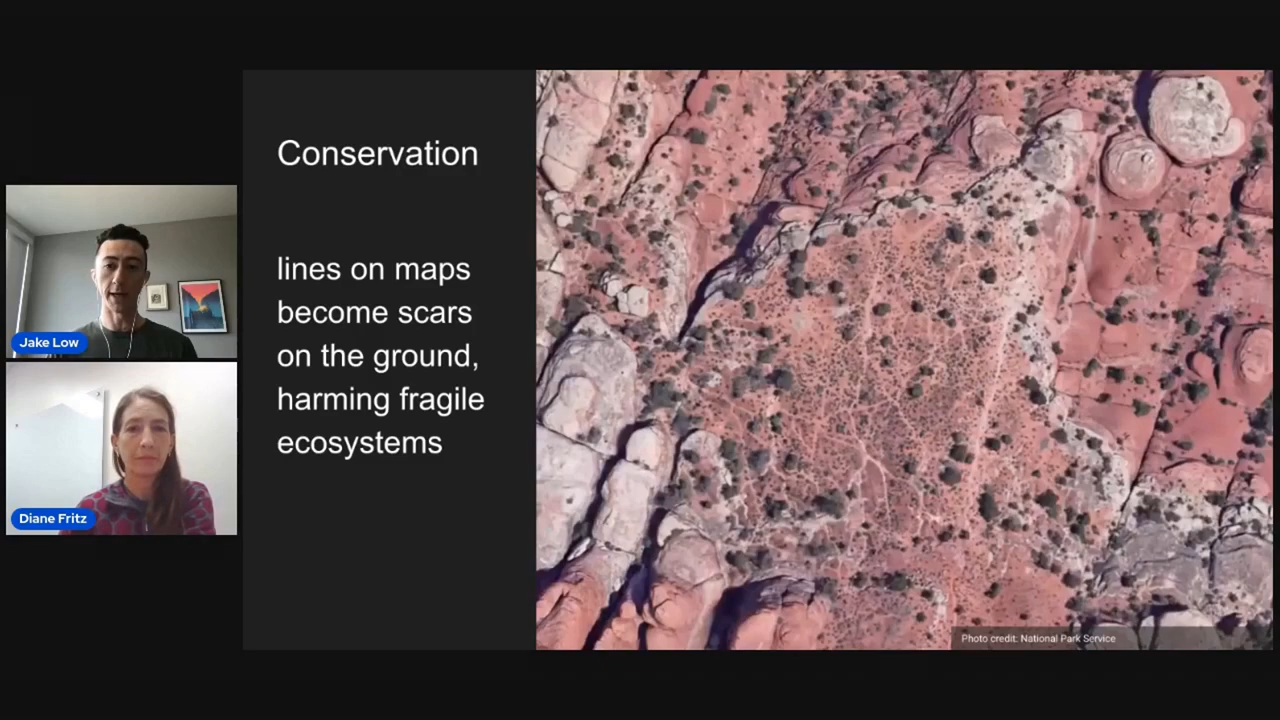 Conservation
lines on maps
become scars
on the ground,
harming fragile
ecosystems
Jake Low
Diane Fritz
Photo credit: National Park Service